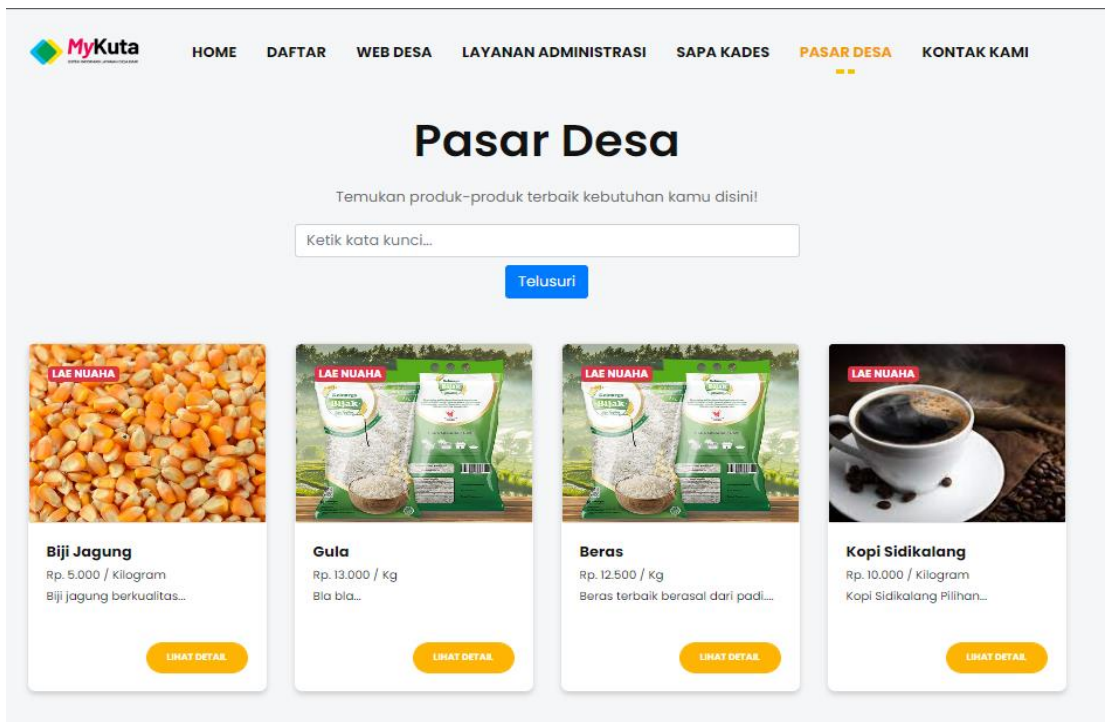 MyKuta
HOME DAFTAR WEB DESA LAYANAN ADMINISTRASI SAPA KADES PASAR DESA KONTAK KAMI
Pasar Desa
Temukan produk-produk terbaik kebutuhan kamu disini!
Ketik kata kunci...
Telusuri
LAE NUAHA
LAE NUAHA
Bijak
LAE NUAHA
Bijak
LAE NUAHA
Biji Jagung
Rp. 5.000 / Kilogram
Biji jagung berkualitas...
LIHAT DETAIL
Gula
Rp. 13.000 / Kg
Bla bla...
LIHAT DETAIL
Beras
Rp. 12.500 / Kg
Beras terbaik berasal dari padi....
LIHAT DETAIL
Kopi Sidikalang
Rp. 10.000 / Kilogram
Kopi Sidikalang Pilihan...
LIHAT DETAIL